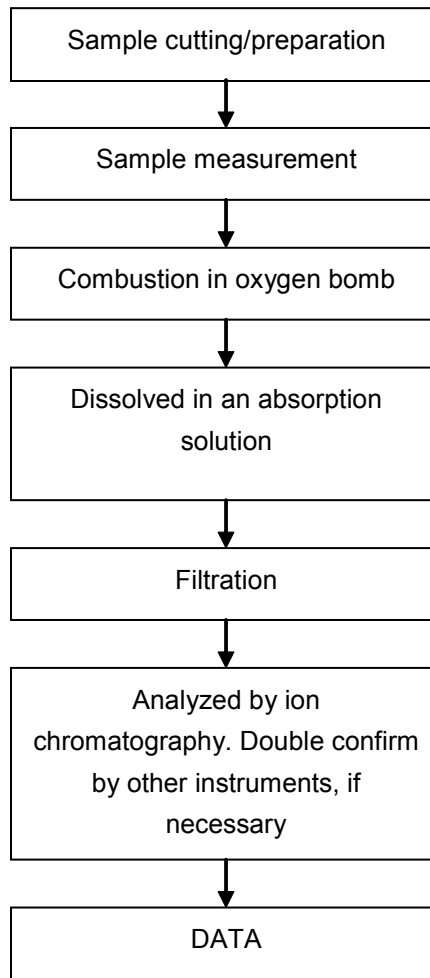 Sample cutting/preparation
Sample measurement
Combustion in oxygen bomb
Dissolved in an absorption
solution
Filtration
Analyzed by ion
chromatography. Double confirm
by other instruments, if
necessary
DATA